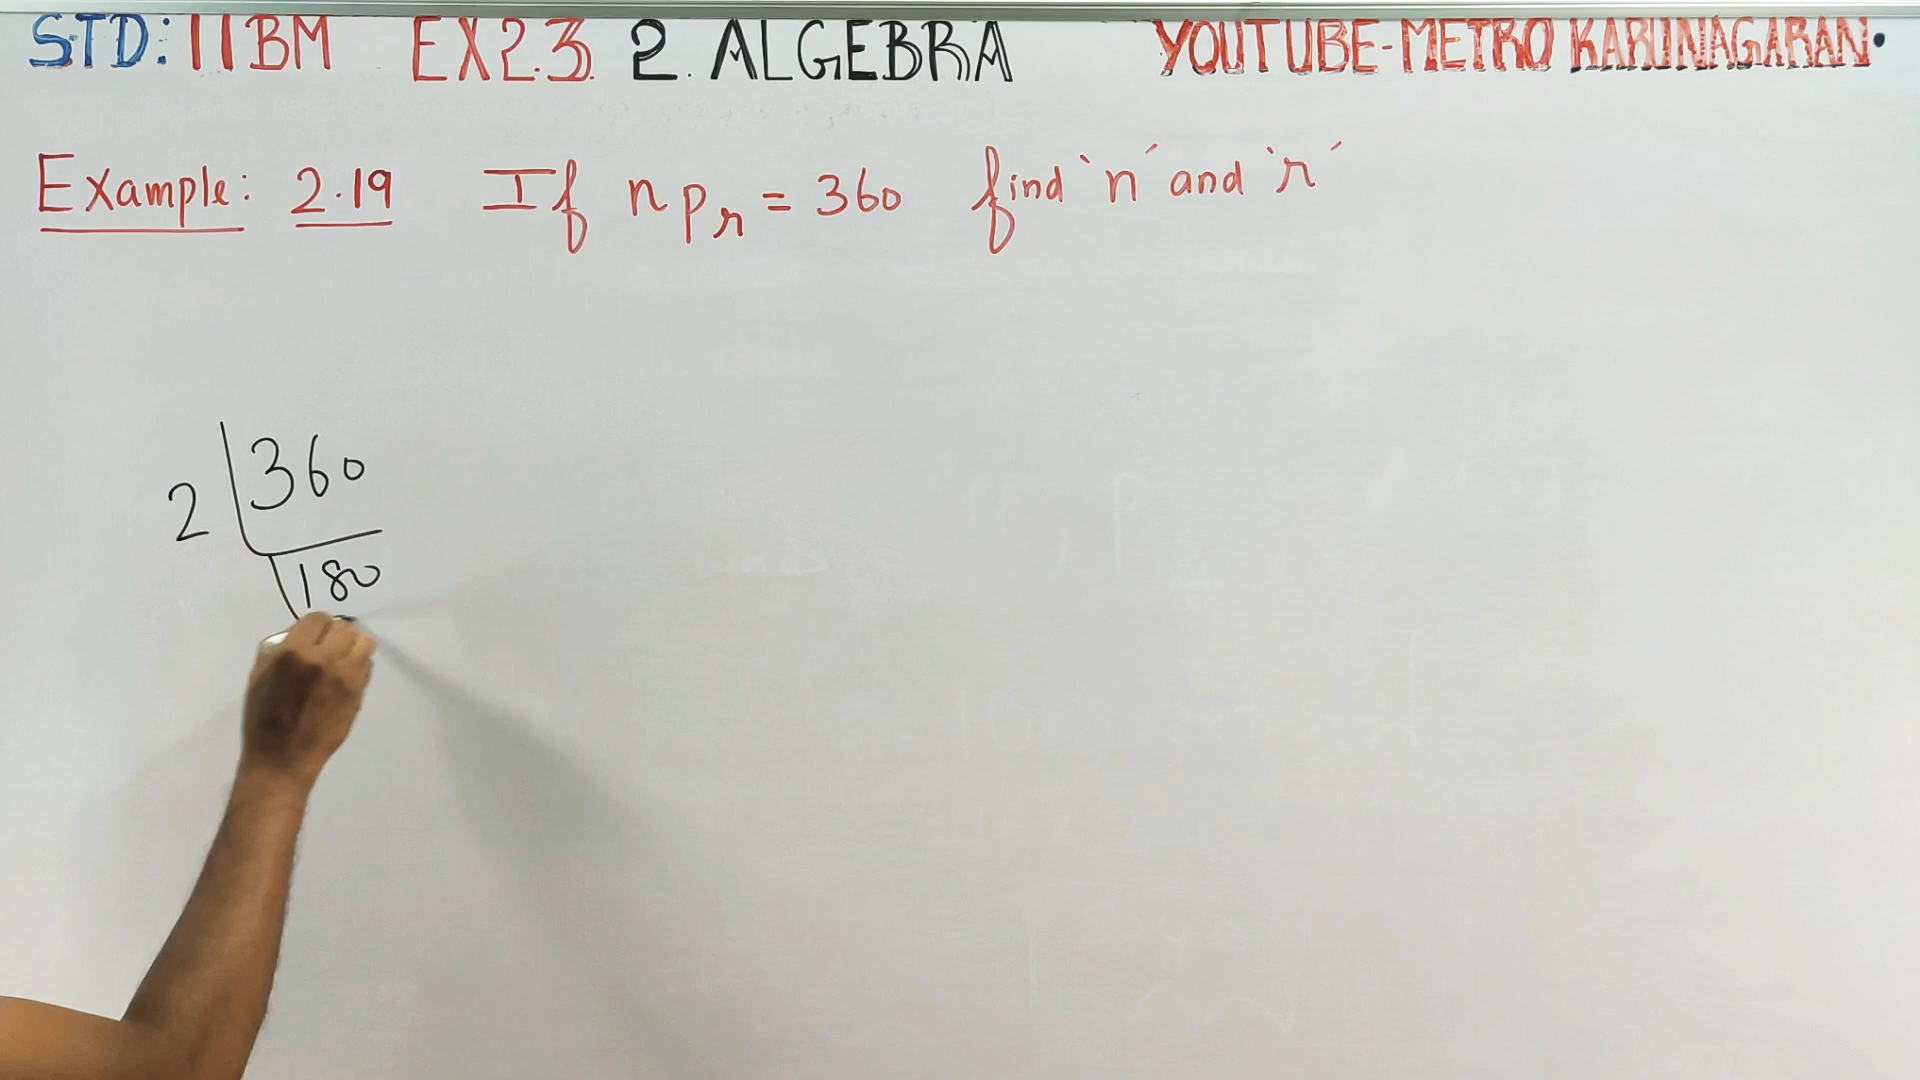 STD: 11BM EX2.3. 2. ALGEBRA YOUTUBE-METRO KARUNAGARAN.
Example: 2.19 If nPr = 360 find 'n' and 'r'
2 360
180